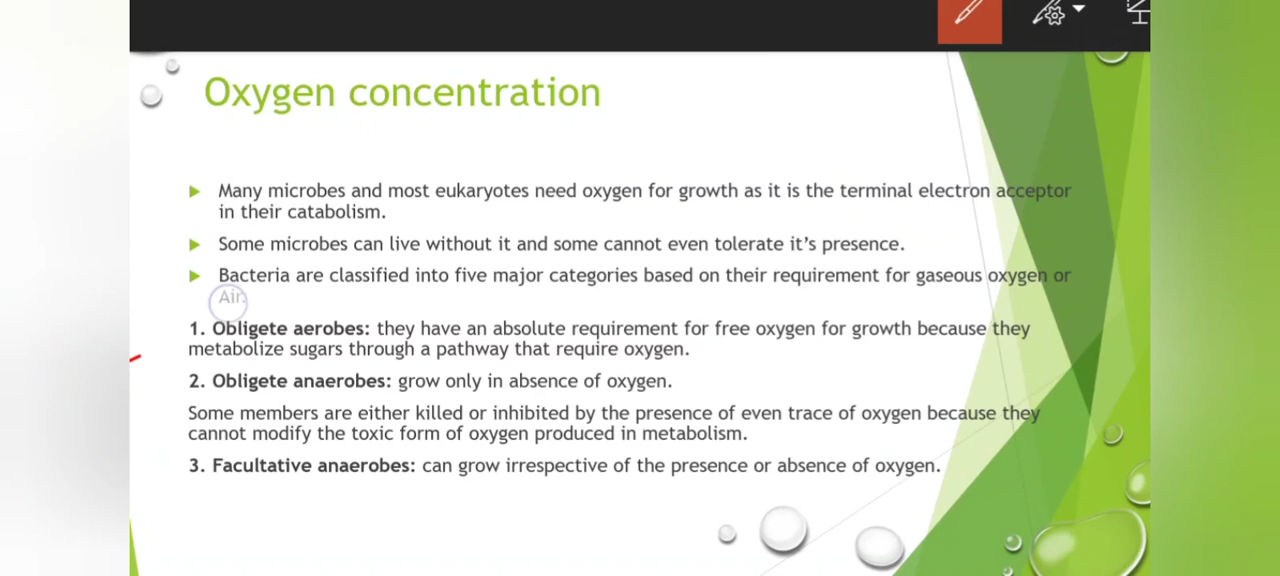 Oxygen concentration
Many microbes and most eukaryotes need oxygen for growth as it is the terminal electron acceptor
in their catabolism.
Some microbes can live without it and some cannot even tolerate it's presence.
Bacteria are classified into five major categories based on their requirement for gaseous oxygen or
Air.
1. Obligete aerobes: they have an absolute requirement for free oxygen for growth because they
metabolize sugars through a pathway that require oxygen.
2. Obligete anaerobes: grow only in absence of oxygen.
Some members are either killed or inhibited by the presence of even trace of oxygen because they
cannot modify the toxic form of oxygen produced in metabolism.
3. Facultative anaerobes: can grow irrespective of the presence or absence of oxygen.